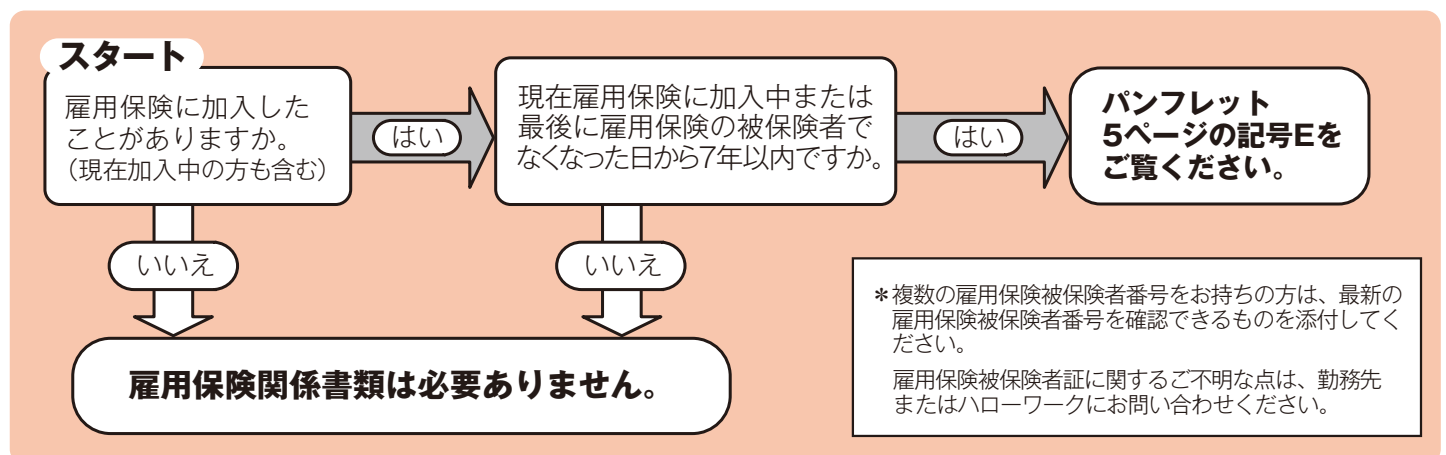 スタート
雇用保険に加入した
ことがありますか。
（現在加入中の方も含む）
はい
現在雇用保険に加入中または
最後に雇用保険の被保険者で
なくなった日から7年以内ですか。
はい
パンフレット
5ページの記号Eを
ご覧ください。
いいえ
いいえ
雇用保険関係書類は必要ありません。
＊複数の雇用保険被保険者番号をお持ちの方は、最新の
雇用保険被保険者番号を確認できるものを添付してく
ださい。
雇用保険被保険者証に関するご不明な点は、勤務先
またはハローワークにお問い合わせください。